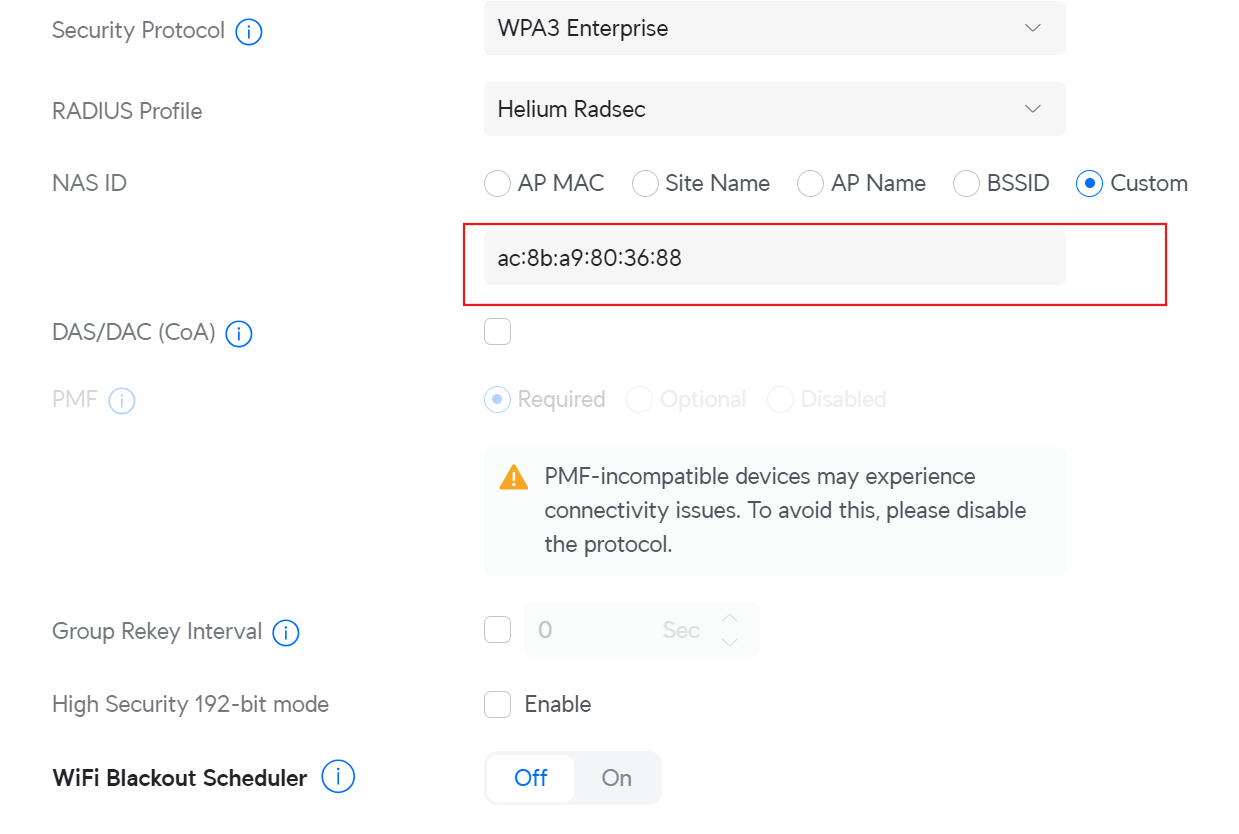 Security Protocol
WPA3 Enterprise
RADIUS Profile
Helium Radsec
NAS ID
AP MAC Site Name AP Name BSSID Custom
ac:8b:a9:80:36:88
DAS/DAC (CoA)
PMF
Required Optional Disabled
PMF-incompatible devices may experience
connectivity issues. To avoid this, please disable
the protocol.
Group Rekey Interval
0 Sec
High Security 192-bit mode
Enable
WiFi Blackout Scheduler
Off On